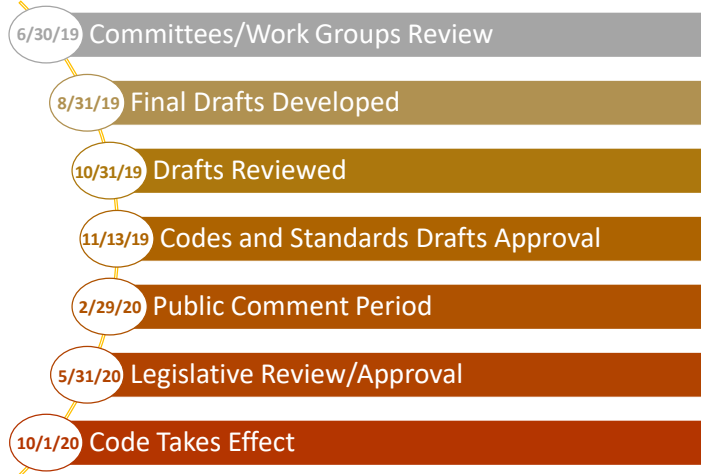 6/30/19 Committees/Work Groups Review
8/31/19 Final Drafts Developed
10/31/19 Drafts Reviewed
11/13/19 Codes and Standards Drafts Approval
2/29/20 Public Comment Period
5/31/20 Legislative Review/Approval
10/1/20 Code Takes Effect